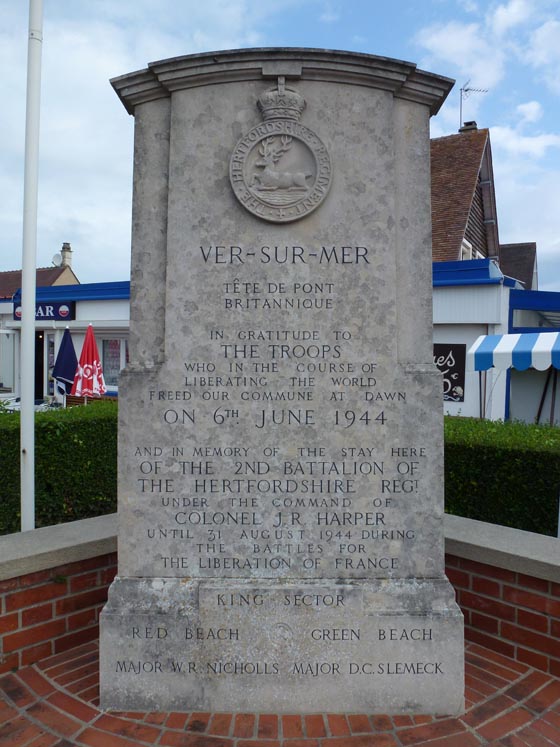 THE HERTFORDSHIRE REGIMENT
VER-SUR-MER
TÊTE DE PONT
BRITANNIQUE
IN GRATITUDE TO
THE TROOPS
WHO IN THE COURSE OF
LIBERATING THE WORLD
FREED OUR COMMUNE AT DAWN
ON 6TH JUNE 1944
AND IN MEMORY OF THE STAY HERE
OF THE 2ND BATTALION OF
THE HERTFORDSHIRE REGT
UNDER THE COMMAND OF
COLONEL J.R. HARPER
UNTIL 31 AUGUST 1944 DURING
THE BATTLES FOR
THE LIBERATION OF FRANCE
KING-SECTOR
RED BEACH GREEN BEACH
MAJOR W.R. NICHOLLS MAJOR D.C. SLEMECK
BAR